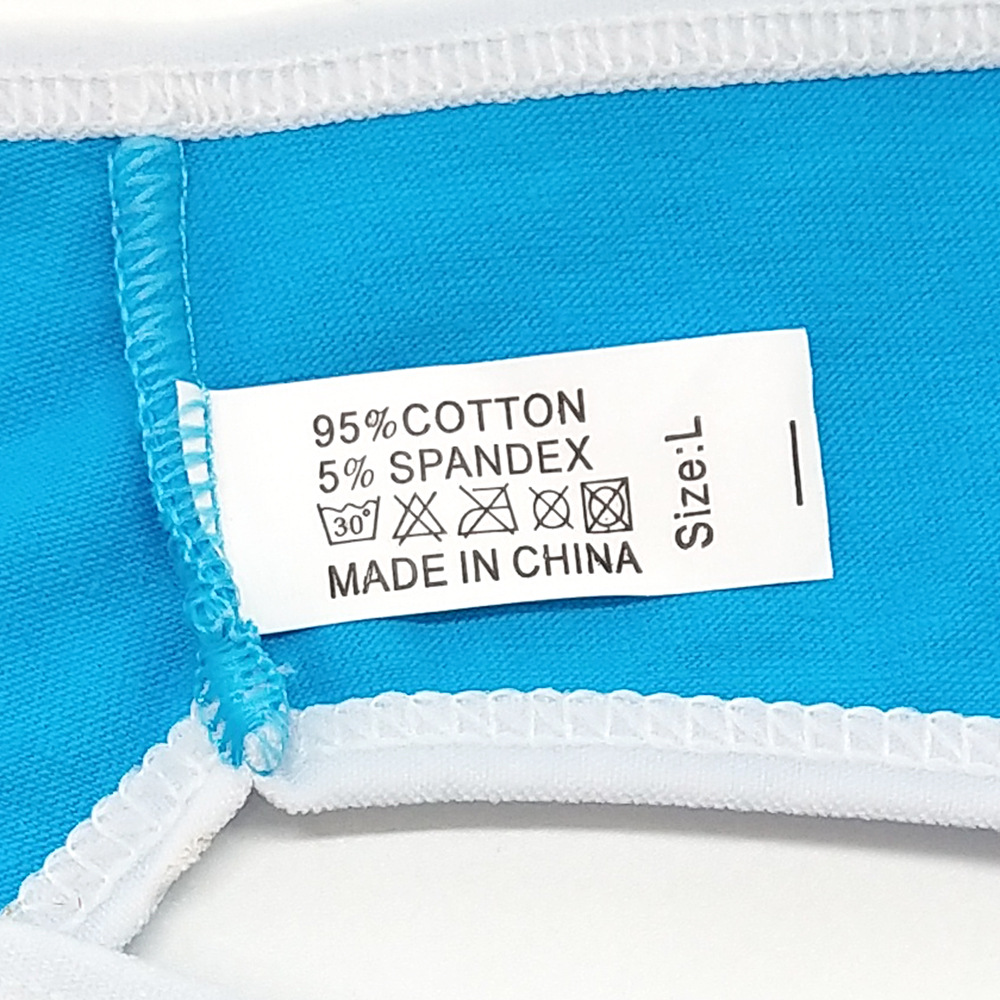 95%COTTON
5% SPANDEX
30°
MADE IN CHINA
Size:L